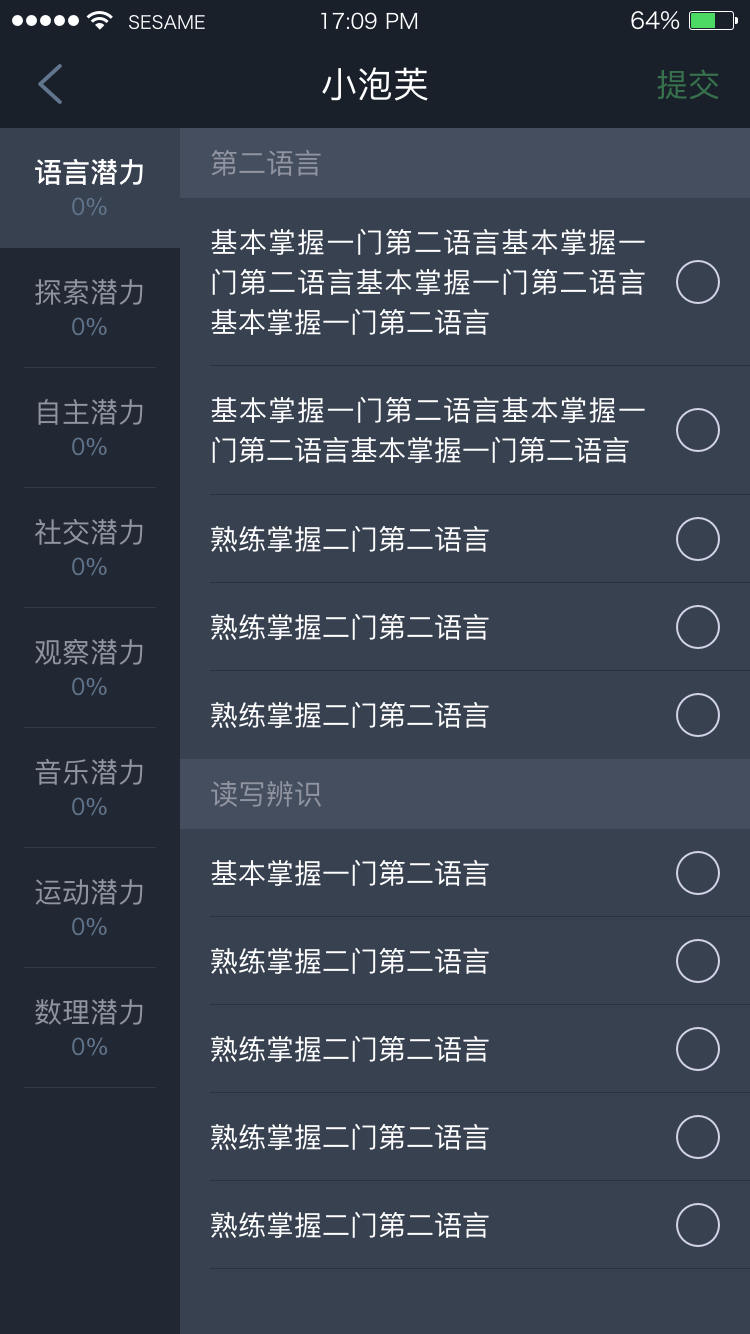 SESAME 17:09 PM 64%
小泡芙
提交
语言潜力
0%
探索潜力
0%
自主潜力
0%
社交潜力
0%
观察潜力
0%
音乐潜力
0%
运动潜力
0%
数理潜力
0%
第二语言
基本掌握一门第二语言基本掌握一
门第二语言基本掌握一门第二语言
基本掌握一门第二语言
基本掌握一门第二语言基本掌握一
门第二语言基本掌握一门第二语言
熟练掌握二门第二语言
熟练掌握二门第二语言
熟练掌握二门第二语言
读写辨识
基本掌握一门第二语言
熟练掌握二门第二语言
熟练掌握二门第二语言
熟练掌握二门第二语言
熟练掌握二门第二语言